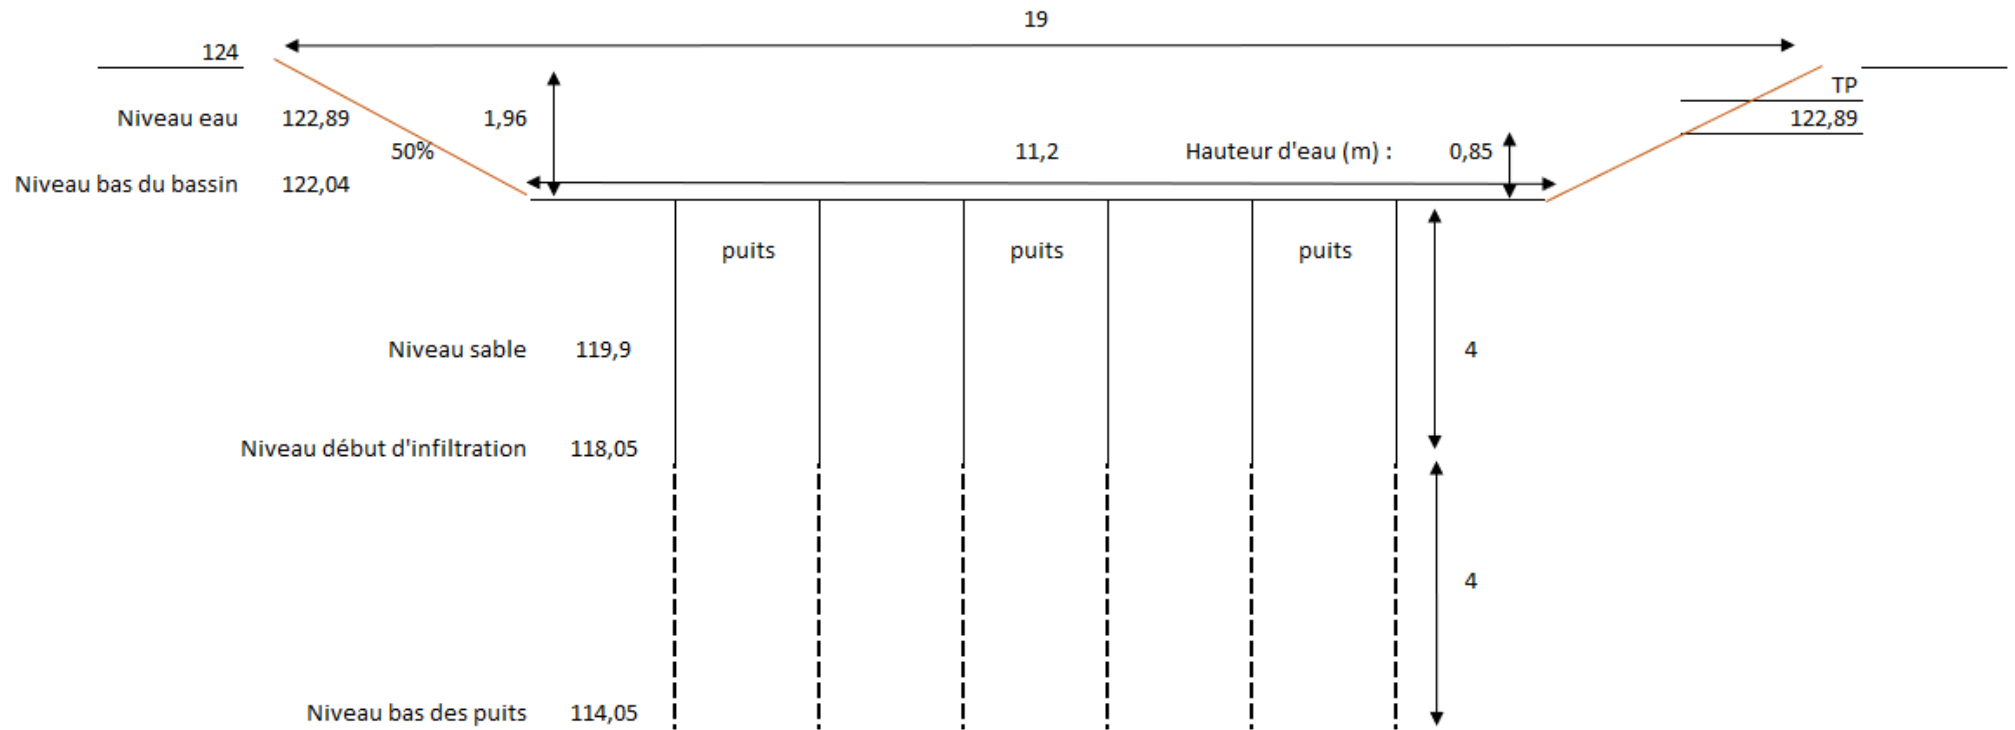 19
124
TP
Niveau eau 122,89 1,96 122,89
50% 11,2 Hauteur d'eau (m) : 0,85
Niveau bas du bassin 122,04
puits puits puits
Niveau sable 119,9 4
Niveau début d'infiltration 118,05
4
Niveau bas des puits 114,05